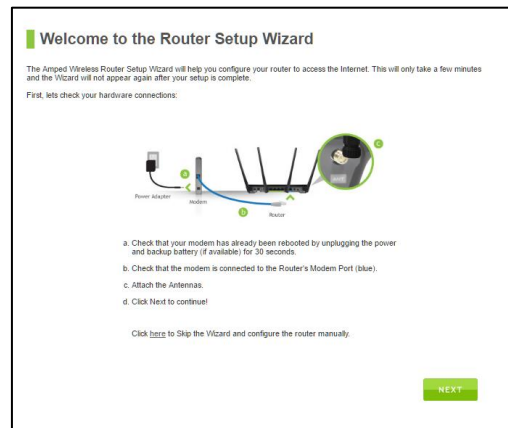 Welcome to the Router Setup Wizard
The Amped Wireless Router Setup Wizard will help you configure your router to access the Internet. This will only take a few minutes
and the Wizard will not appear again after your setup is complete.
First, lets check your hardware connections:
c
a
Power Adapter
Modem
b
Router
a. Check that your modem has already been rebooted by unplugging the power
and backup battery (if available) for 30 seconds.
b. Check that the modem is connected to the Router's Modem Port (blue).
c. Attach the Antennas.
d. Click Next to continue!
Click here to Skip the Wizard and configure the router manually.
NEXT